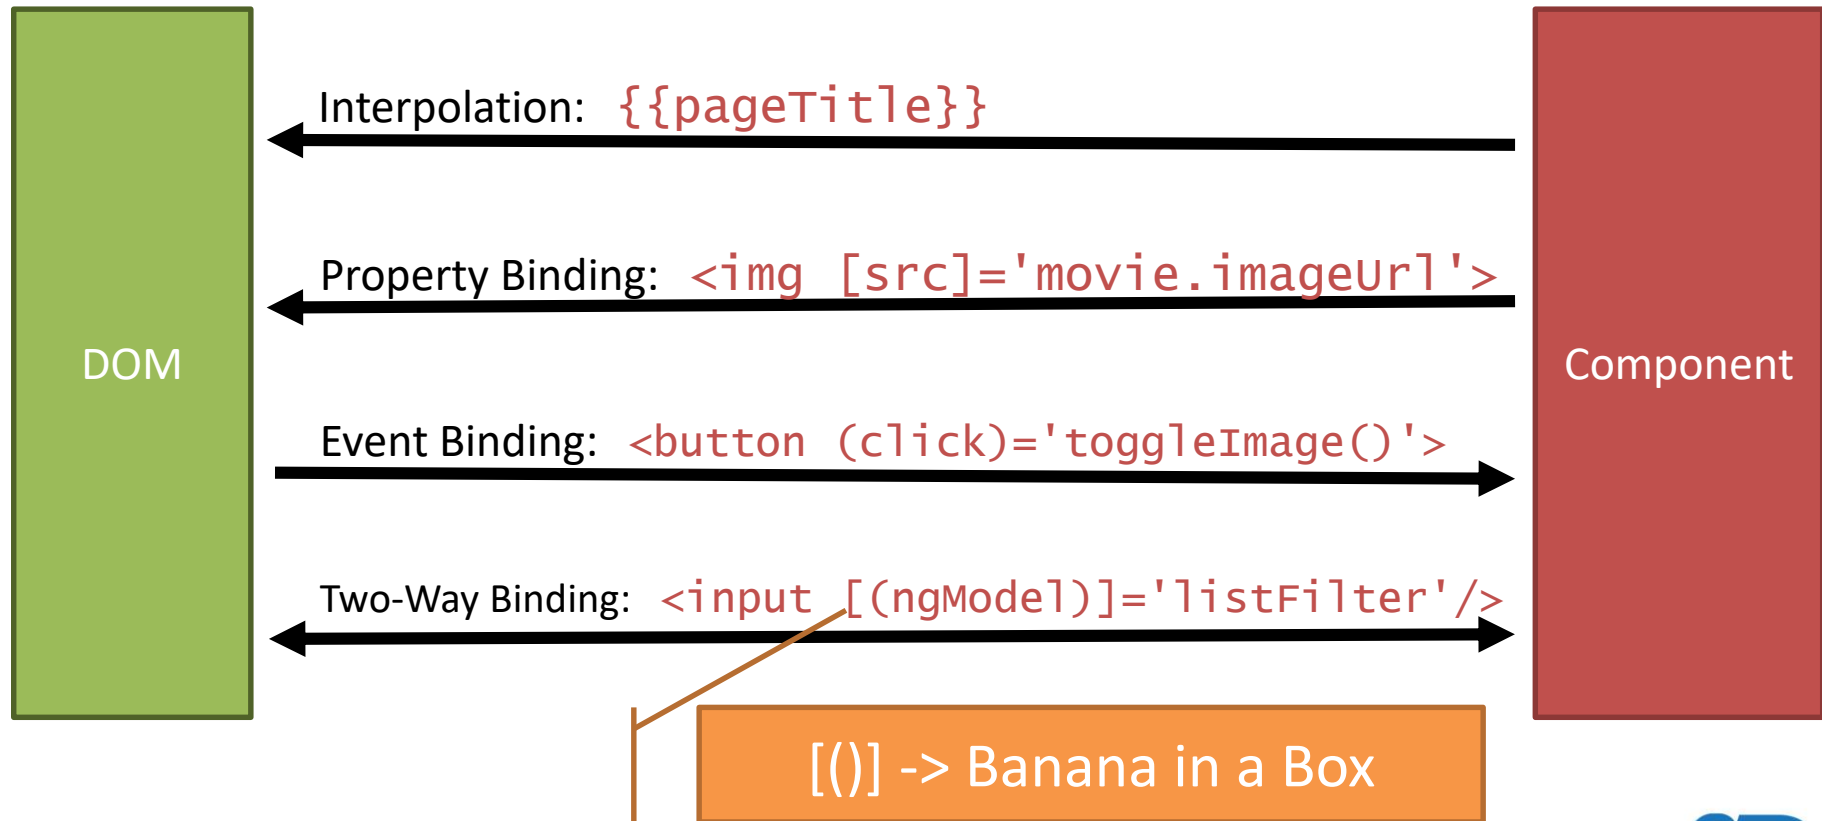 Interpolation: {{pageTitle}}
Property Binding: <img [src]='movie.imageUrl'>
DOM
Component
Event Binding: <button (click)='toggleImage()'>
Two-Way Binding: <input [(ngModel)]='listFilter'/>
[()] -> Banana in a Box